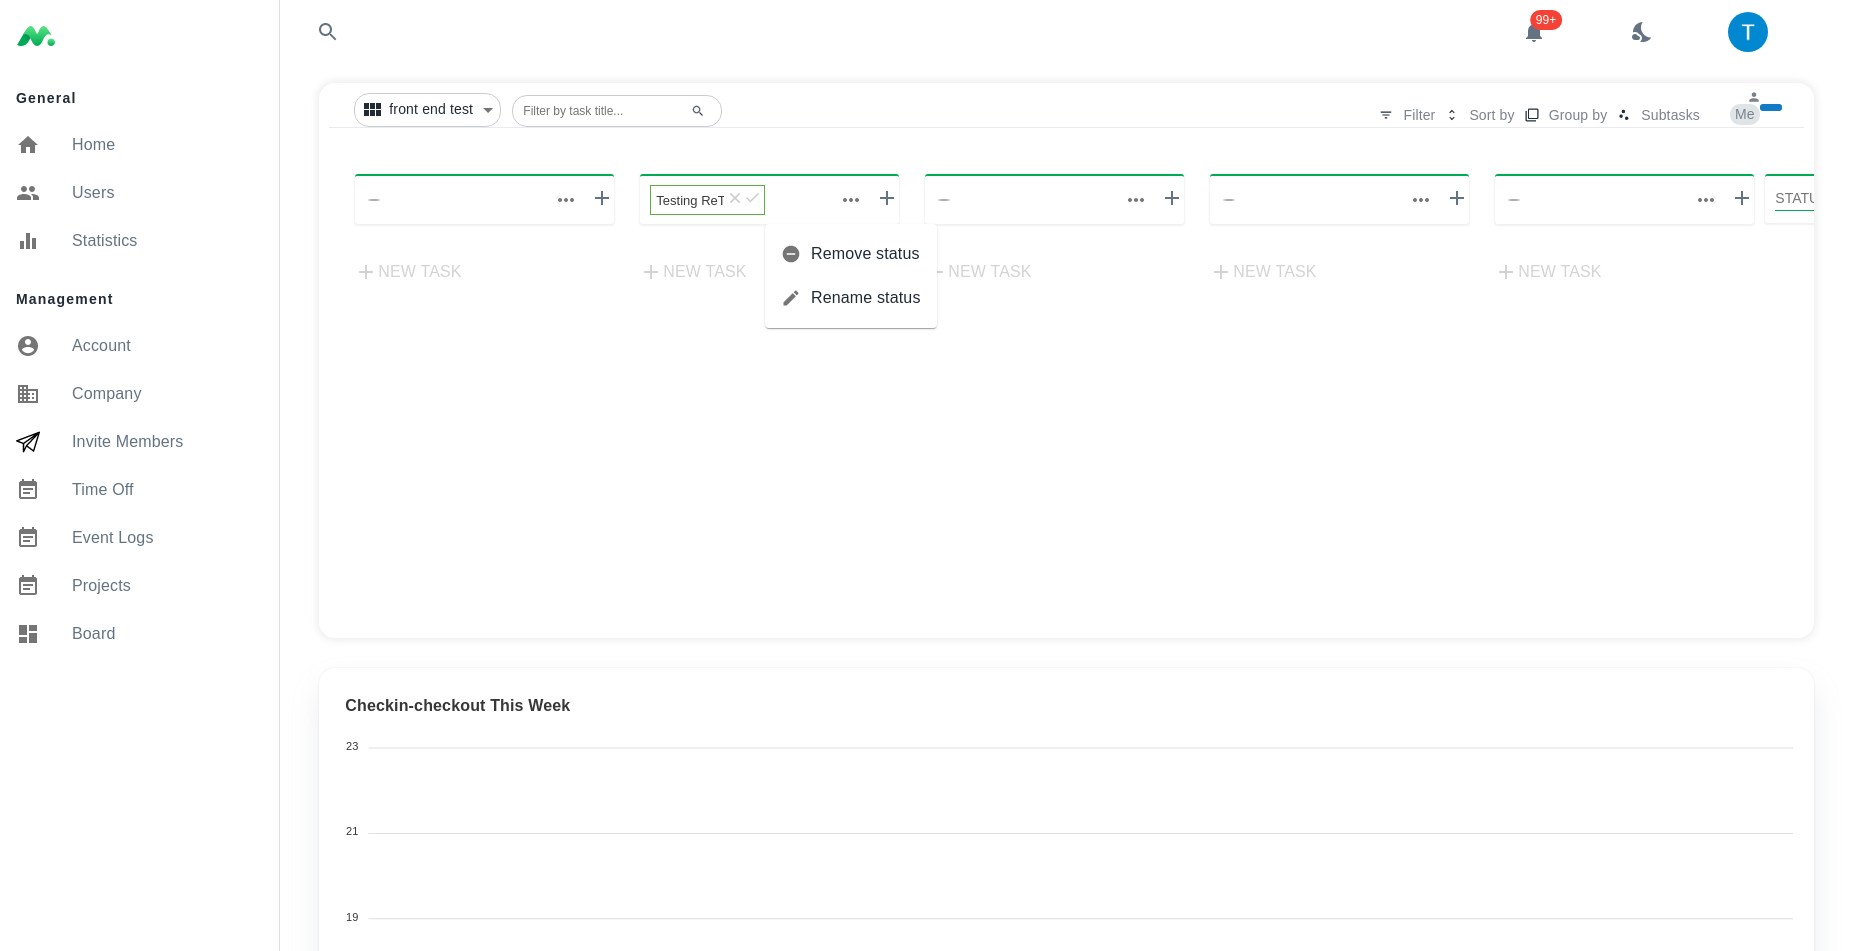 99+
T
General
Home
Users
Statistics
Management
Account
Company
Invite Members
Time Off
Event Logs
Projects
Board
front end test
Filter by task title...
Filter
Sort by
Group by
Subtasks
Me
Testing ReT
STATU
NEW TASK
NEW TASK
NEW TASK
NEW TASK
NEW TASK
Remove status
Rename status
Checkin-checkout This Week
23
21
19